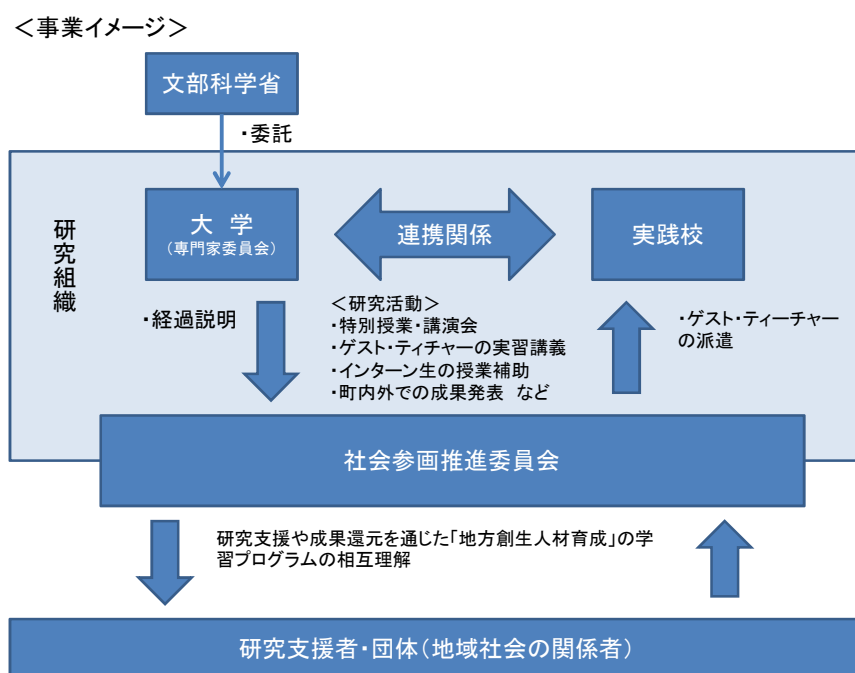 ＜事業イメージ＞
文部科学省
・委託
研究組織
大　学
（専門家委員会）
連携関係
実践校
・経過説明
＜研究活動＞
・特別授業・講演会
・ゲスト・ティチャーの実習講義
・インターン生の授業補助
・町内外での成果発表　など
・ゲスト・ティーチャー
の派遣
社会参画推進委員会
研究支援や成果還元を通じた「地方創生人材育成」の学
習プログラムの相互理解
研究支援者・団体（地域社会の関係者）